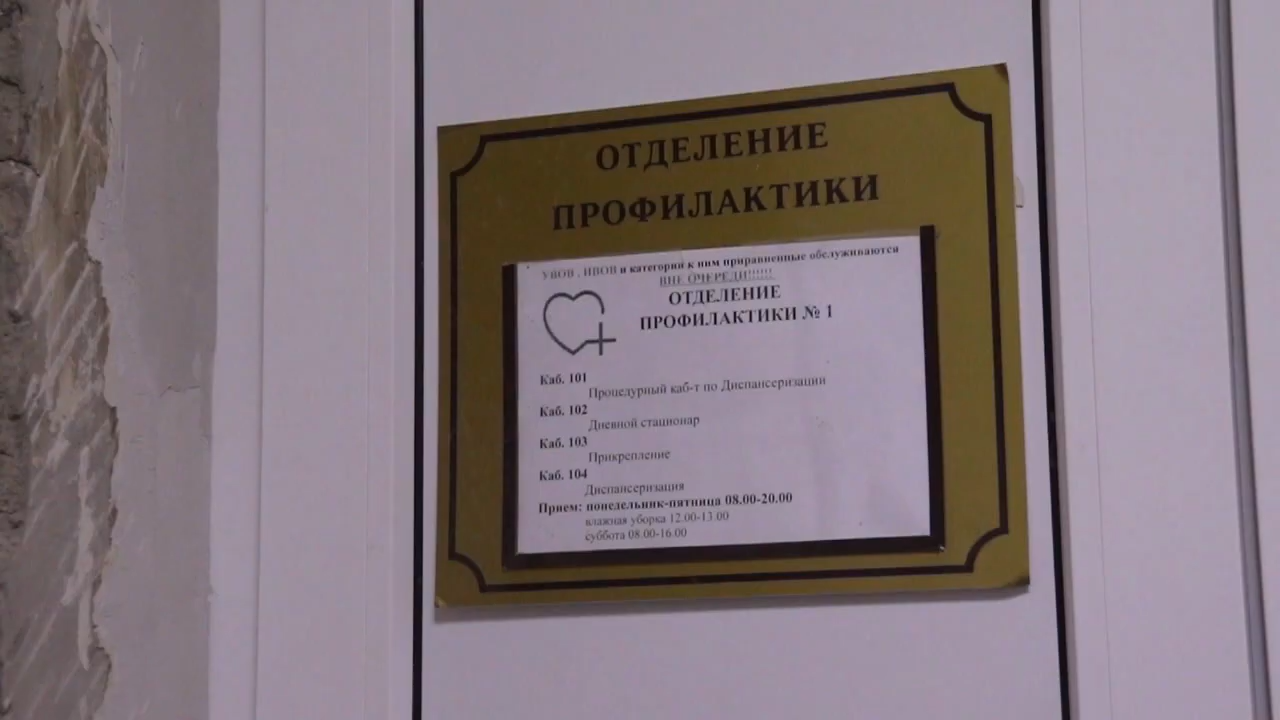 ОТДЕЛЕНИЕ
ПРОФИЛАКТИКИ
УВОВ , ИВОВ и категории к ним приравненные обслуживаются
ВНЕ ОЧЕРЕДИ!!!!!!
ОТДЕЛЕНИЕ
ПРОФИЛАКТИКИ № 1
Каб. 101
Процедурный каб-т по Диспансеризации
Каб. 102
Дневной стационар
Каб. 103
Прикрепление
Каб. 104
Диспансеризация
Прием: понедельник-пятница 08.00-20.00
влажная уборка 12.00-13.00
суббота 08.00-16.00